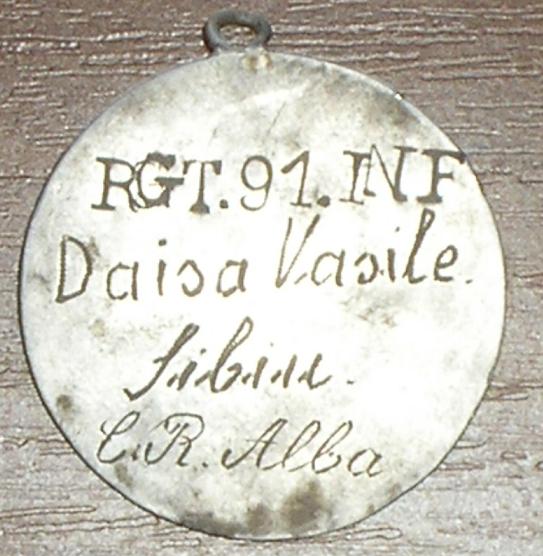 RGT. 91. INF
Daisa Vasile.
Sibiu.
C. R. Alba